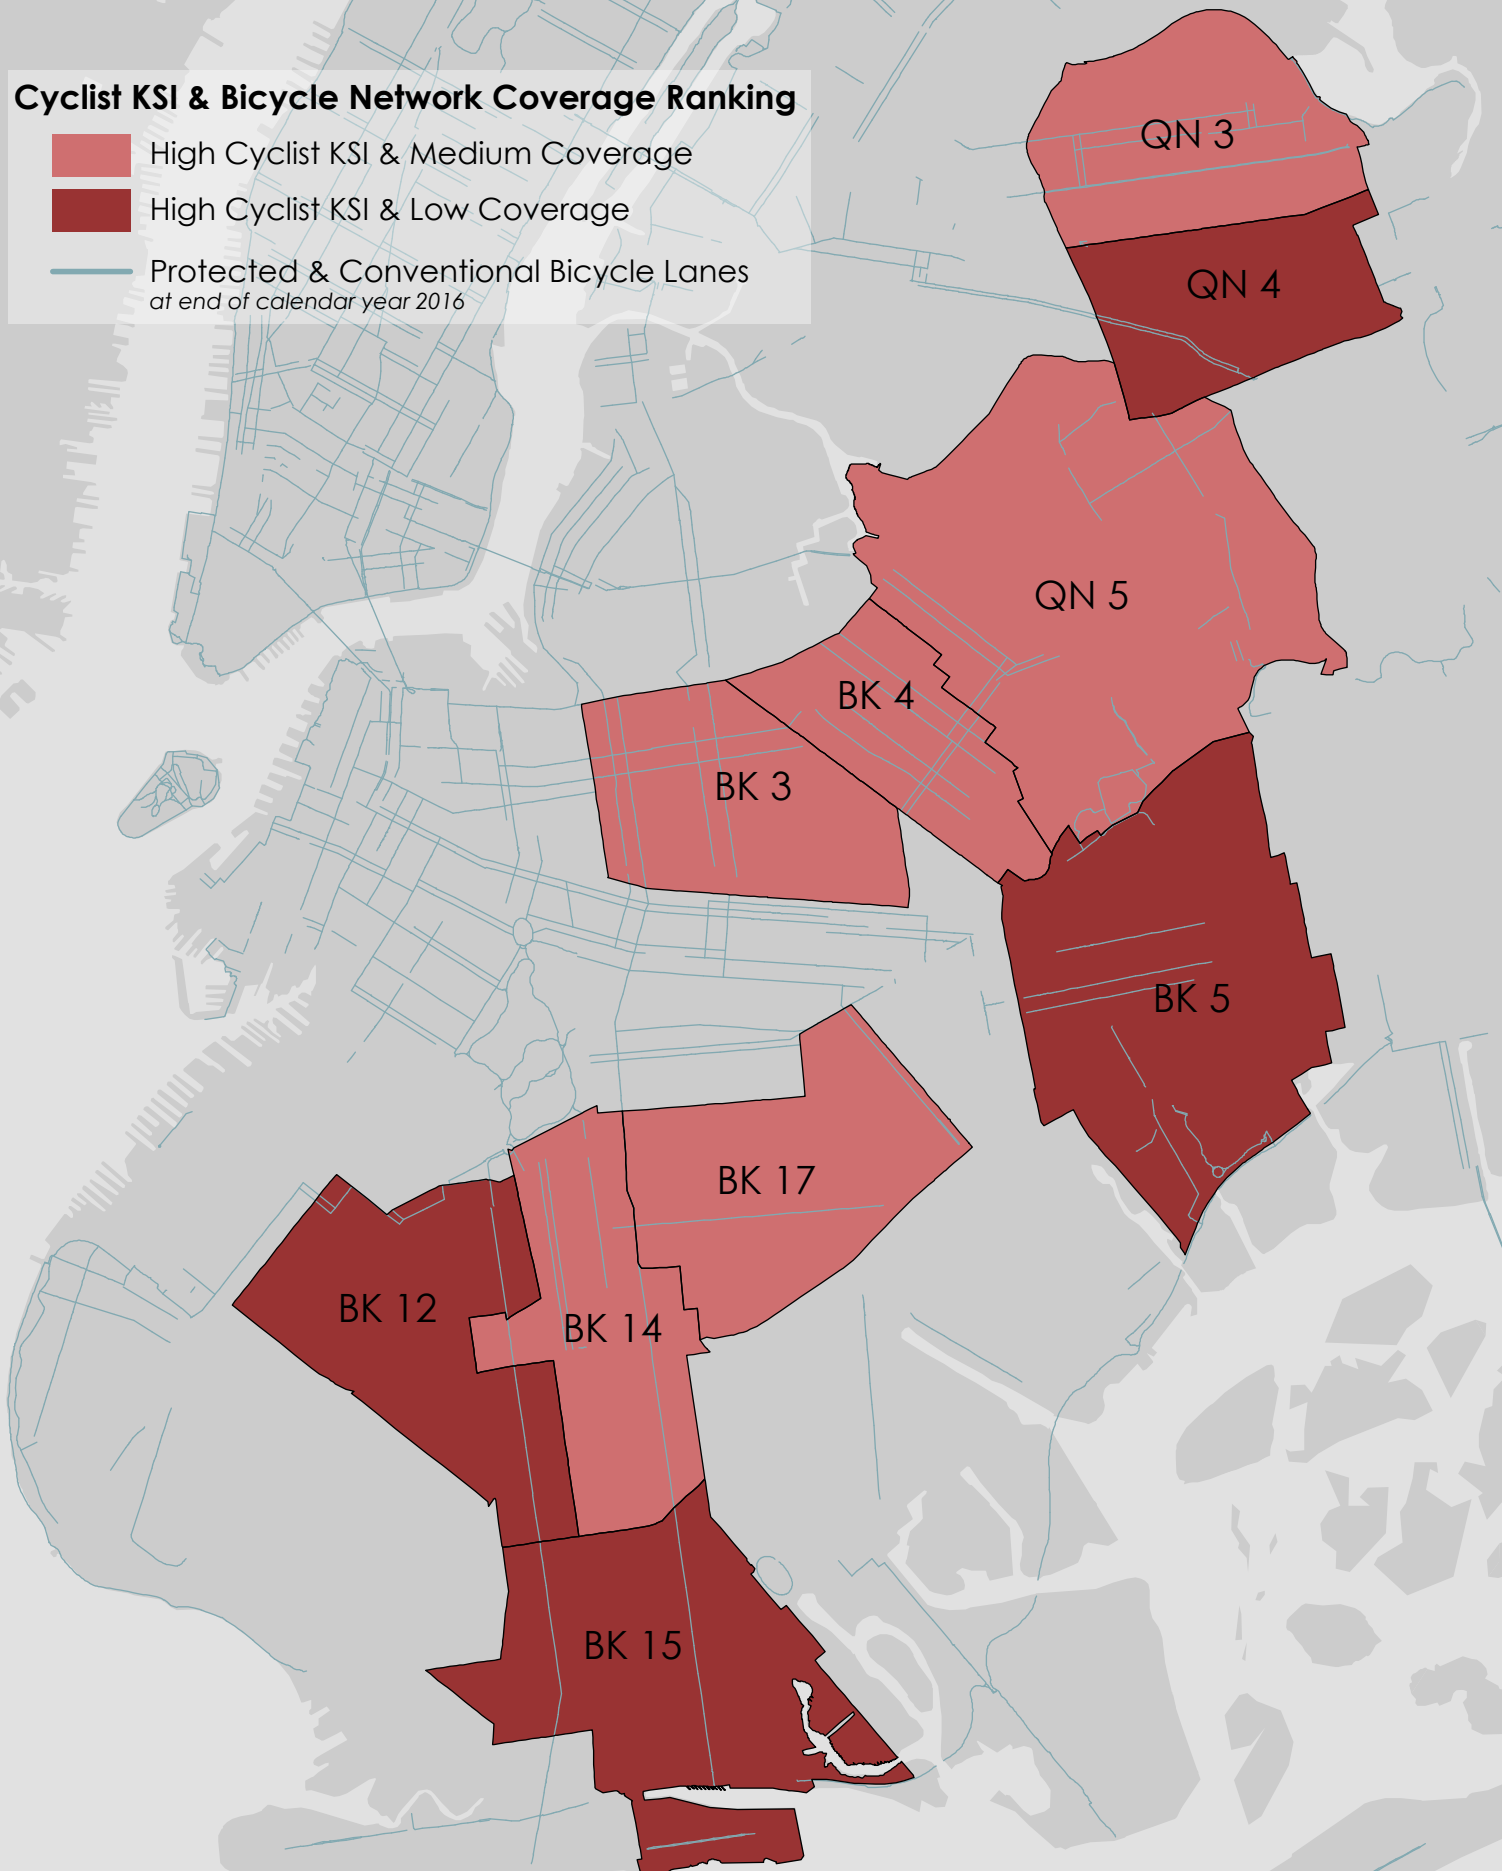 Cyclist KSI & Bicycle Network Coverage Ranking
High Cyclist KSI & Medium Coverage
High Cyclist KSI & Low Coverage
Protected & Conventional Bicycle Lanes
at end of calendar year 2016
QN 3
QN 4
QN 5
BK 4
BK 3
BK 5
BK 17
BK 12
BK 14
BK 15